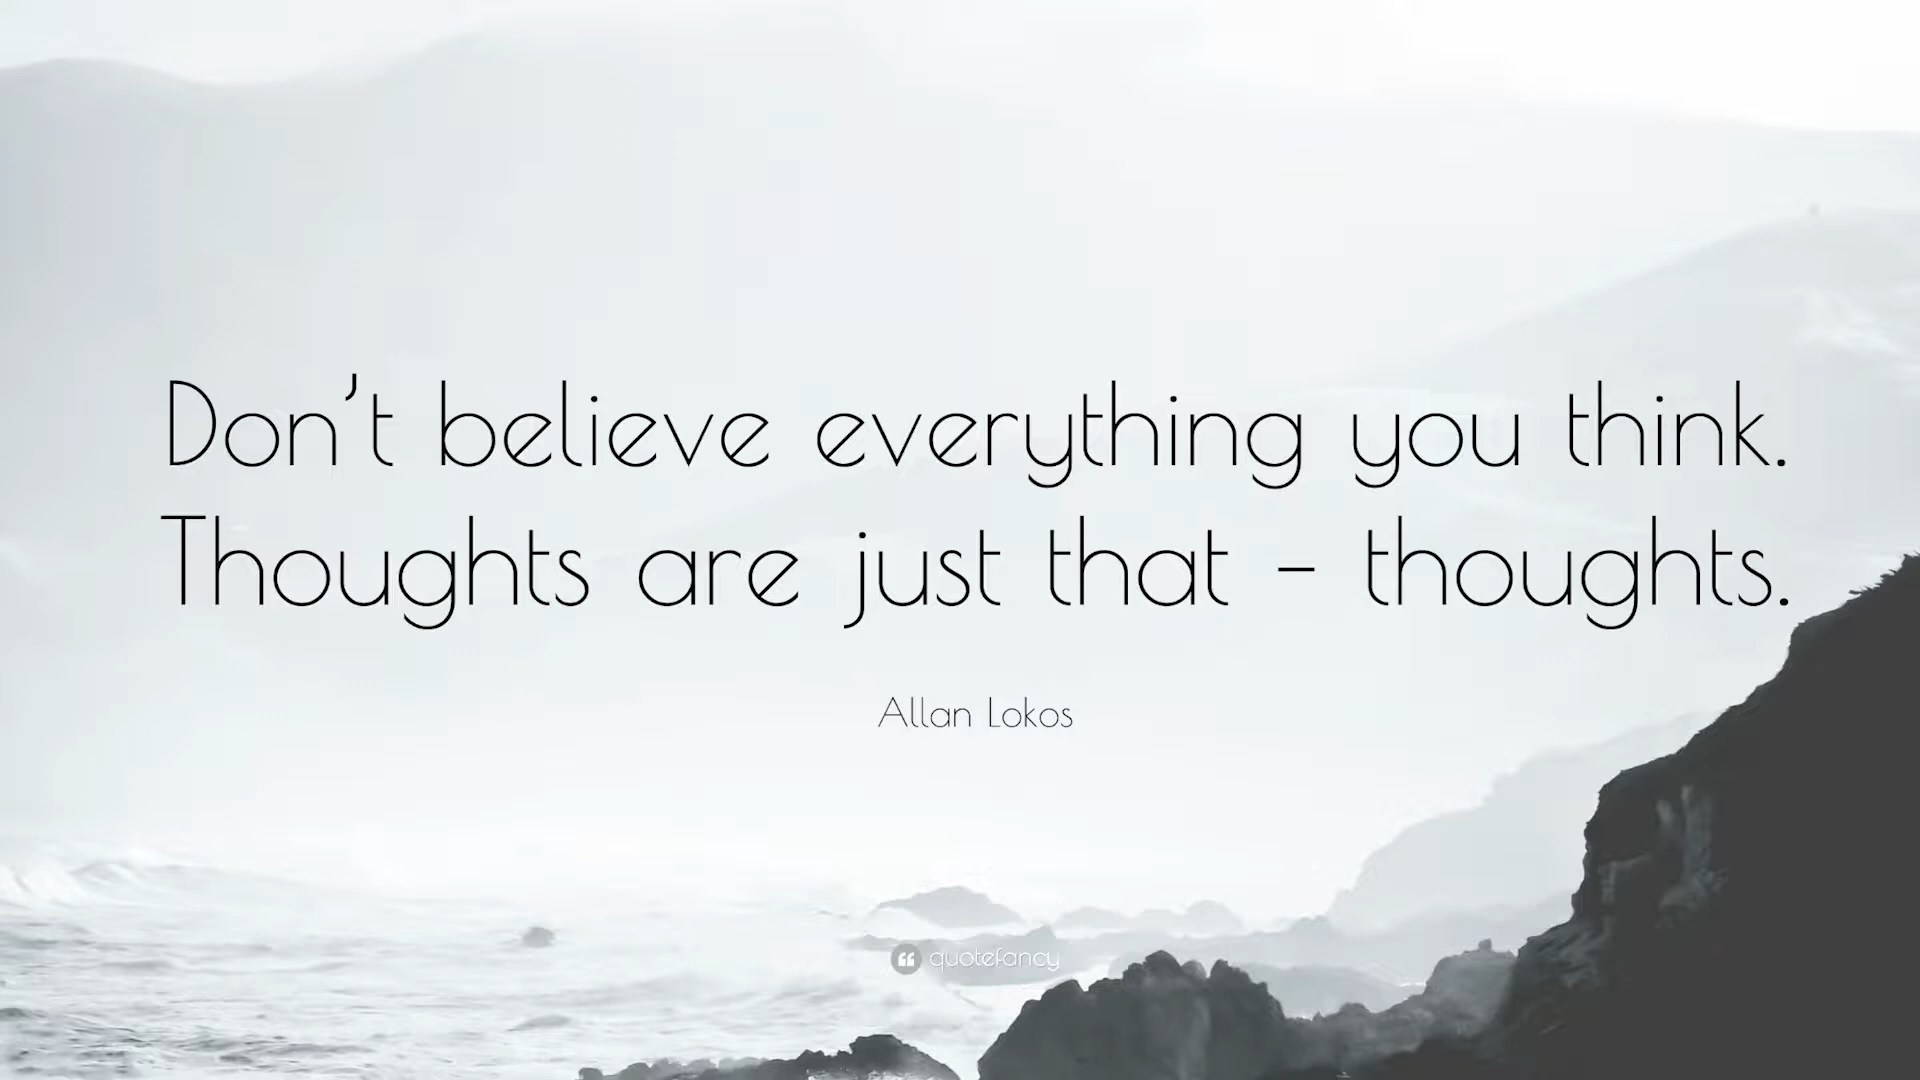 Don’t believe everything you think.
Thoughts are just that – thoughts.
Allan Lokos
quotefancy